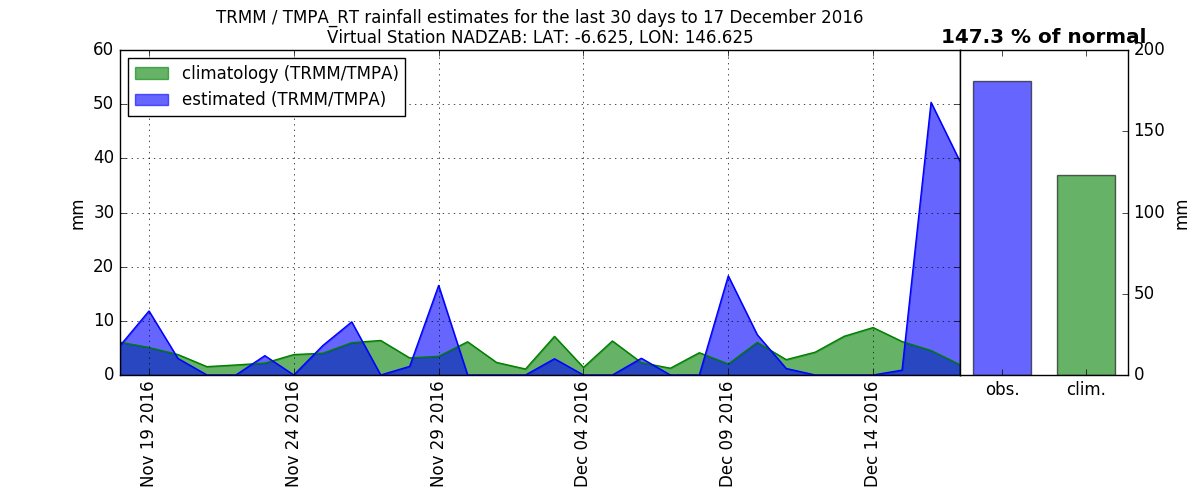 TRMM / TMPA_RT rainfall estimates for the last 30 days to 17 December 2016
Virtual Station NADZAB: LAT: -6.625, LON: 146.625
147.3 % of normal
climatology (TRMM/TMPA)
estimated (TRMM/TMPA)
60
50
40
30
20
10
0
mm
200
150
100
50
0
mm
Nov 19 2016
Nov 24 2016
Nov 29 2016
Dec 04 2016
Dec 09 2016
Dec 14 2016
obs.
clim.